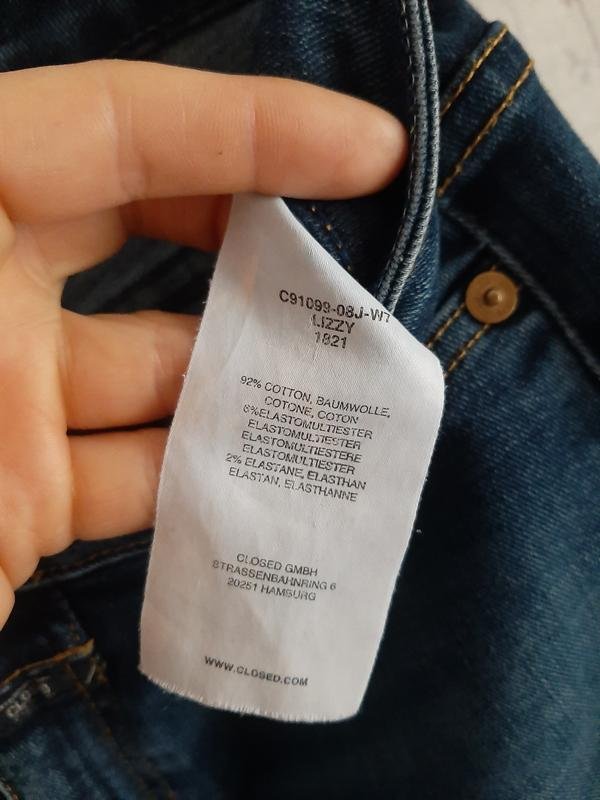 C91099-08J-WT
LIZZY
1821
92% COTTON, BAUMWOLLE,
COTONE, COTON
6%ELASTOMULTIESTER
ELASTOMULTIESTER
ELASTOMULTIESTERE
ELASTOMULTIESTER
2% ELASTANE, ELASTHAN
ELASTAN, ELASTHANNE
CLOSED GMBH
STRASSENBAHNRING 6
20251 HAMBURG
WWW.CLOSED.COM